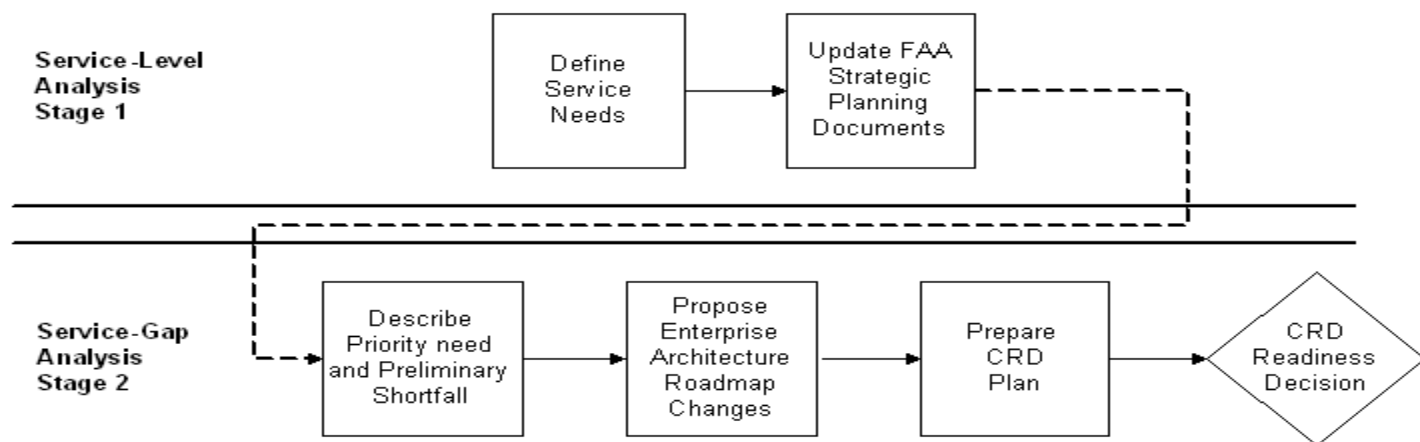 Service-Level
Analysis
Stage 1
Define
Service
Needs
Update FAA
Strategic
Planning
Documents
Service-Gap
Analysis
Stage 2
Describe
Priority need
and Preliminary
Shortfall
Propose
Enterprise
Architecture
Roadmap
Changes
Prepare
CRD
Plan
CRD
Readiness
Decision